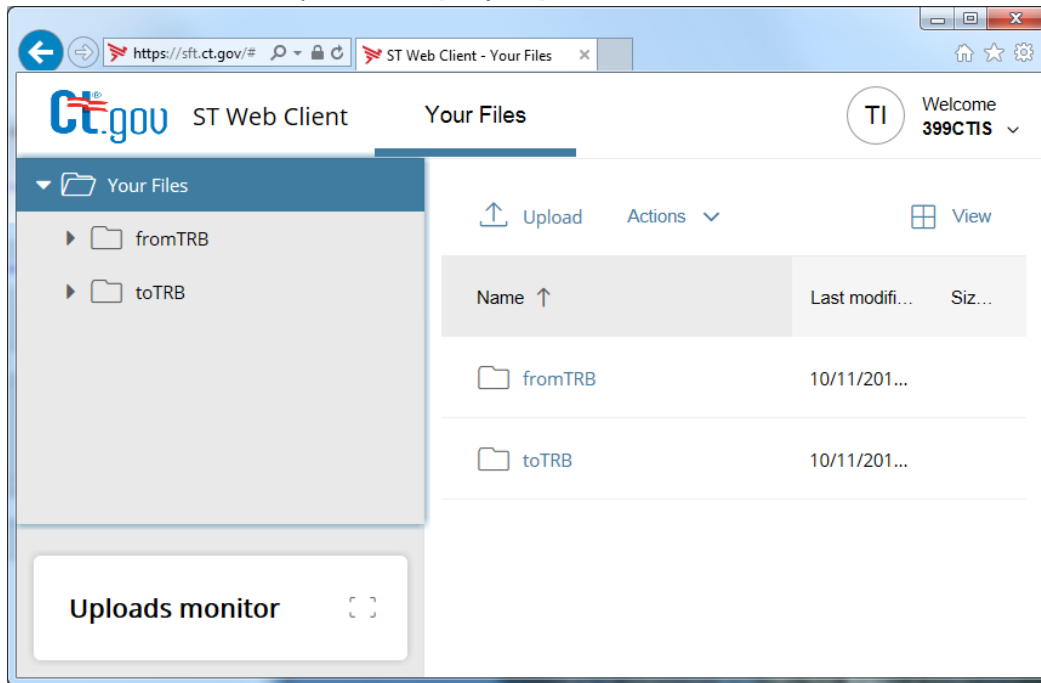 https://sft.ct.gov/#
ST Web Client - Your Files
Ct.gov ST Web Client
Your Files
TI
Welcome
399CTIS
Your Files
fromTRB
toTRB
Upload Actions View
Name Last modifi... Siz...
fromTRB 10/11/201...
toTRB 10/11/201...
Uploads monitor